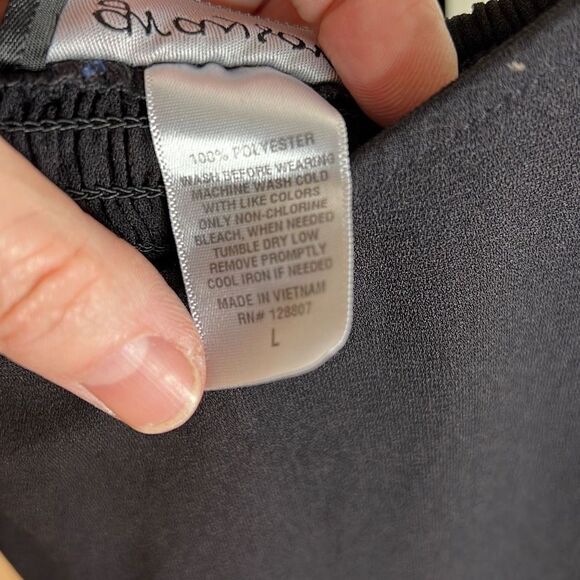 100% POLYESTER
WASH BEFORE WEARING
MACHINE WASH COLD
WITH LIKE COLORS
ONLY NON-CHLORINE
BLEACH, WHEN NEEDED
TUMBLE DRY LOW
REMOVE PROMPTLY
COOL IRON IF NEEDED
MADE IN VIETNAM
RN# 128807
L